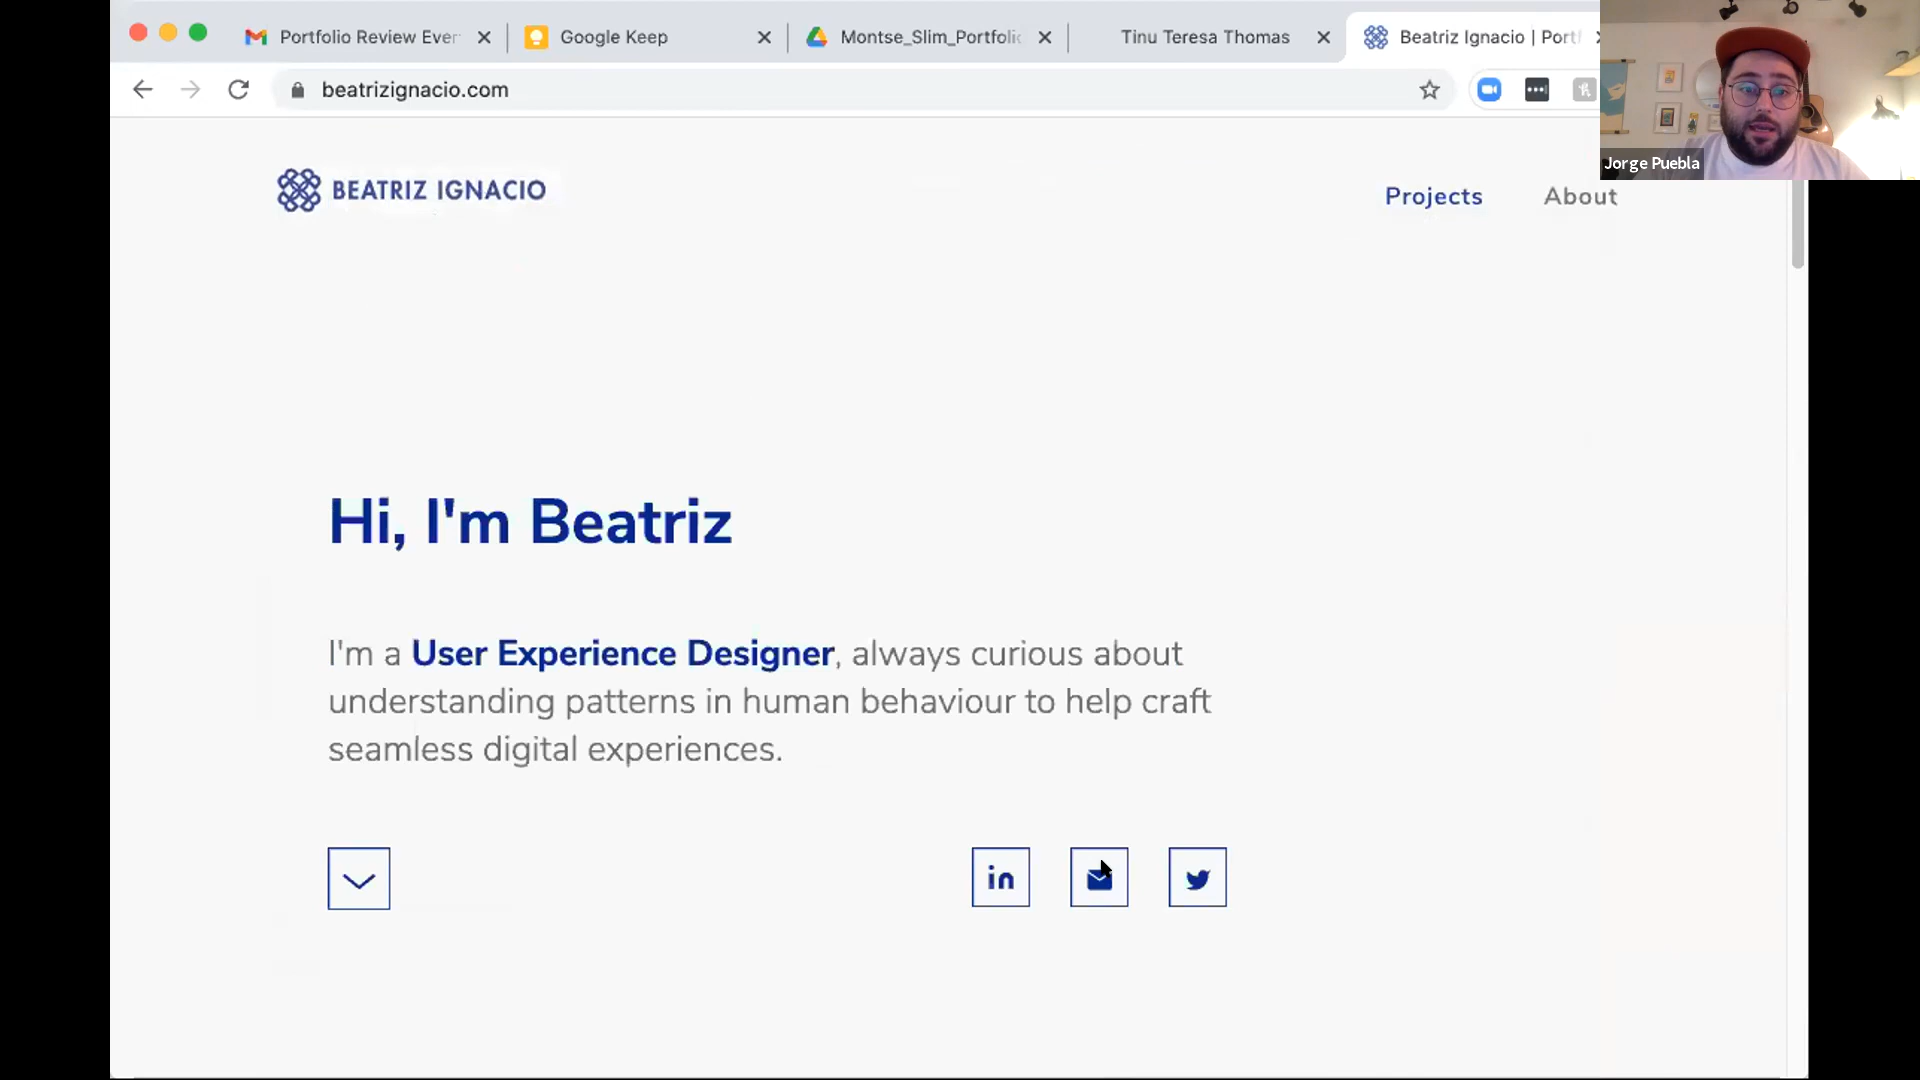 Portfolio Review Ever
Google Keep
Montse_Slim_Portfolio
Tinu Teresa Thomas
Beatriz Ignacio | Portf
beatrizignacio.com
Jorge Puebla
BEATRIZ IGNACIO
Projects
About
Hi, I'm Beatriz
I'm a User Experience Designer, always curious about
understanding patterns in human behaviour to help craft
seamless digital experiences.
in